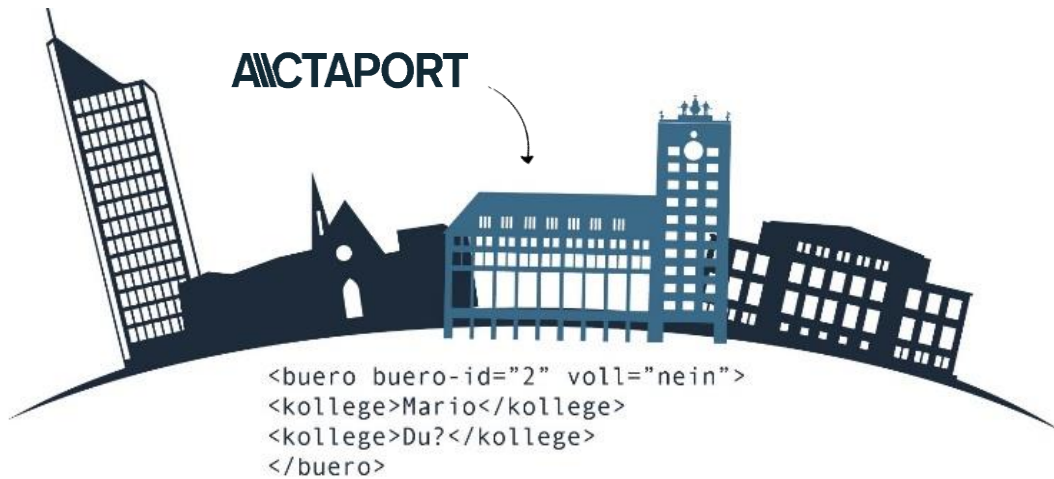 ACTAPORT
<buero buero-id=”2” voll=”nein”>
<kollege>Mario</kollege>
<kollege>Du?</kollege>
</buero>